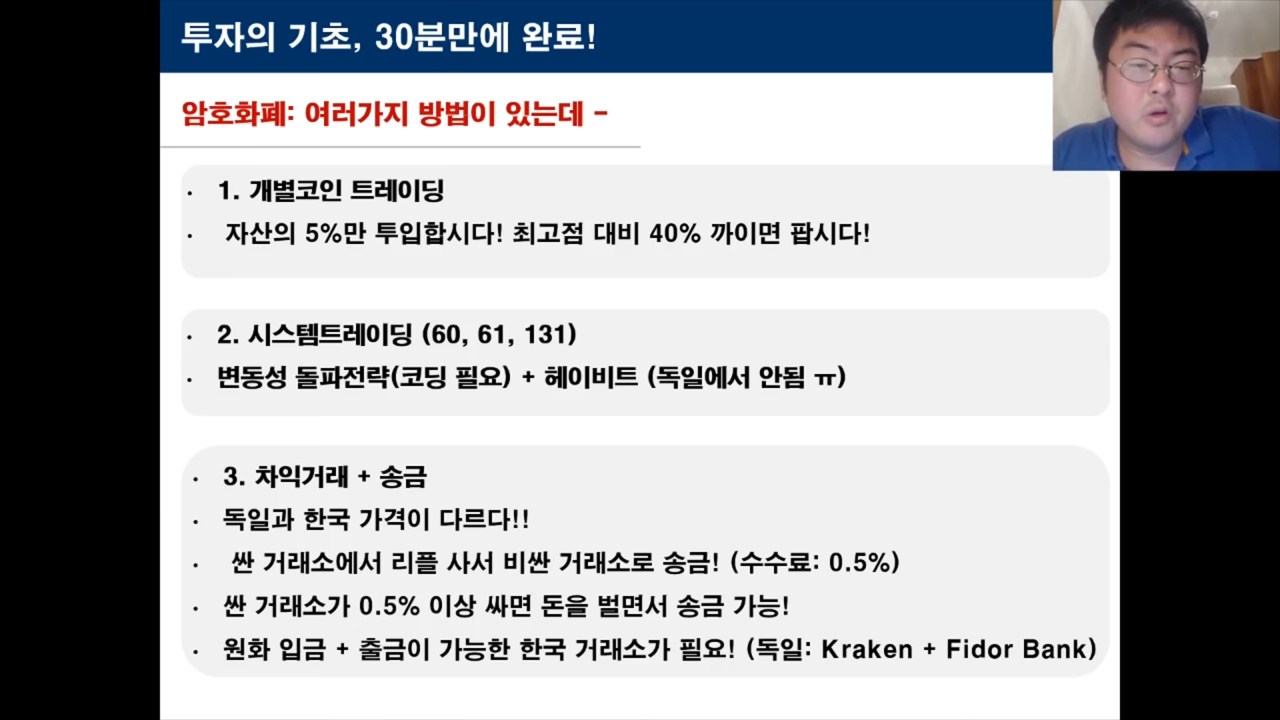 투자의 기초, 30분만에 완료!
암호화폐: 여러가지 방법이 있는데 -
· 1. 개별코인 트레이딩
· 자산의 5%만 투입합시다! 최고점 대비 40% 까이면 팝시다!
· 2. 시스템트레이딩 (60, 61, 131)
· 변동성 돌파전략(코딩 필요) + 헤이비트 (독일에서 안됨 ㅠ)
· 3. 차익거래 + 송금
· 독일과 한국 가격이 다르다!!
· 싼 거래소에서 리플 사서 비싼 거래소로 송금! (수수료: 0.5%)
· 싼 거래소가 0.5% 이상 싸면 돈을 벌면서 송금 가능!
· 원화 입금 + 출금이 가능한 한국 거래소가 필요! (독일: Kraken + Fidor Bank)